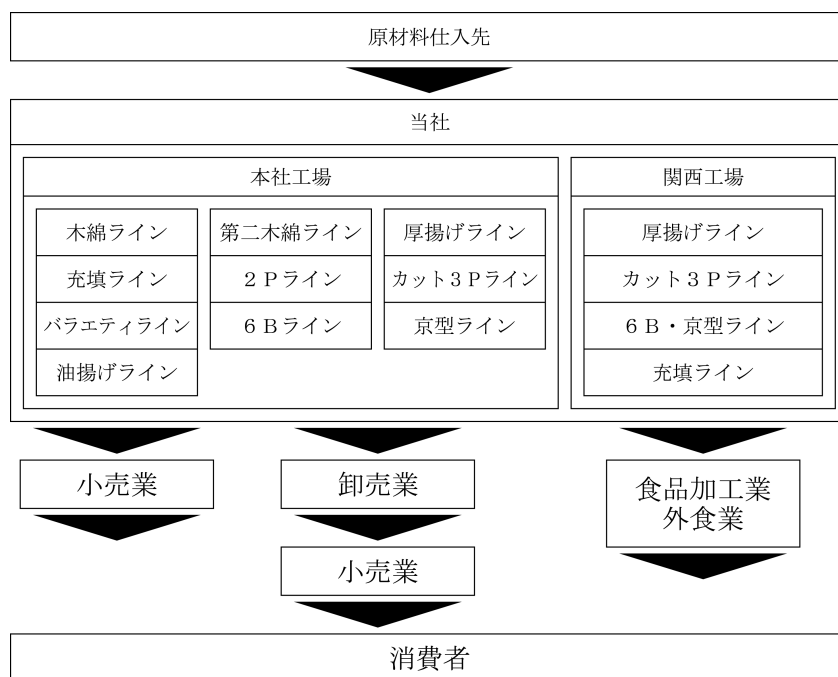 原材料仕入先
当社
本社工場
木綿ライン
充填ライン
バラエティライン
油揚げライン
第二木綿ライン
2Pライン
6Bライン
厚揚げライン
カット3Pライン
京型ライン
関西工場
厚揚げライン
カット3Pライン
6B・京型ライン
充填ライン
小売業
卸売業
小売業
食品加工業
外食業
消費者